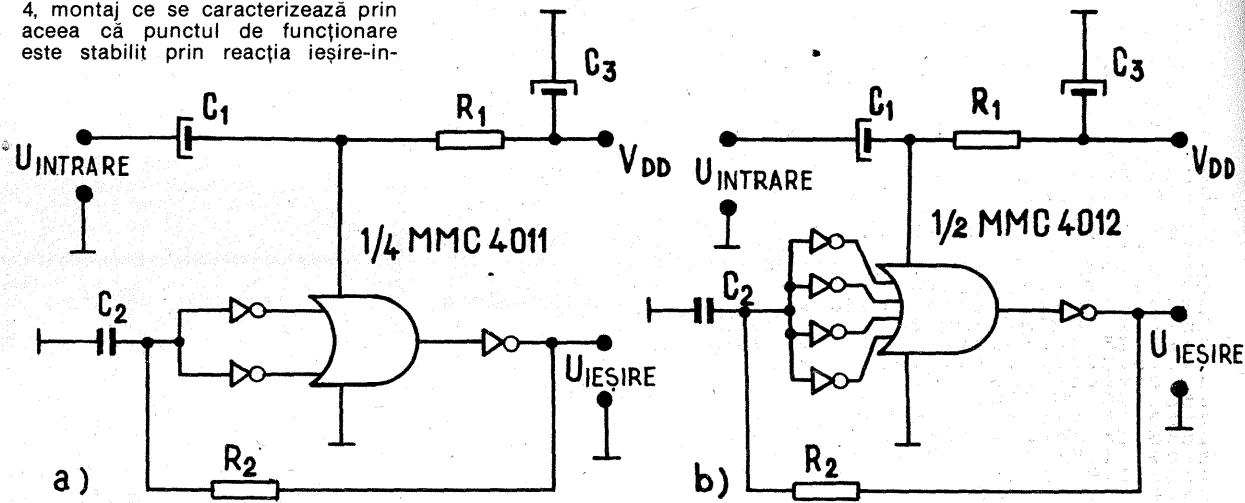 4, montaj ce se caracterizează prin
aceea că punctul de funcționare
este stabilit prin reacția ieșire-in-
C3
C1
R1
UINTRARE
VDD
1/4 MMC 4011
C2
UIEȘIRE
R2
a)
C3
C1
R1
UINTRARE
VDD
1/2 MMC 4012
C2
UIEȘIRE
R2
b)